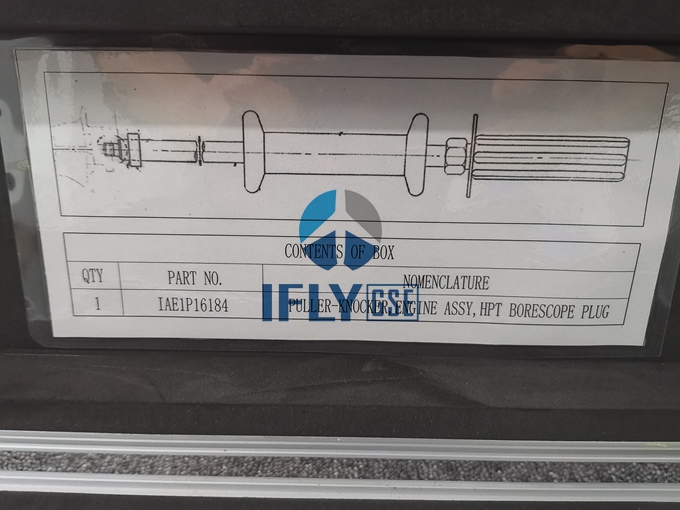 CONTENTS OF BOX
QTY PART NO. NOMENCLATURE
1 IAE1P16184 PULLER-KNOCKER,ENGINE ASSY,HPT BORESCOPE PLUG
IFLY GSE